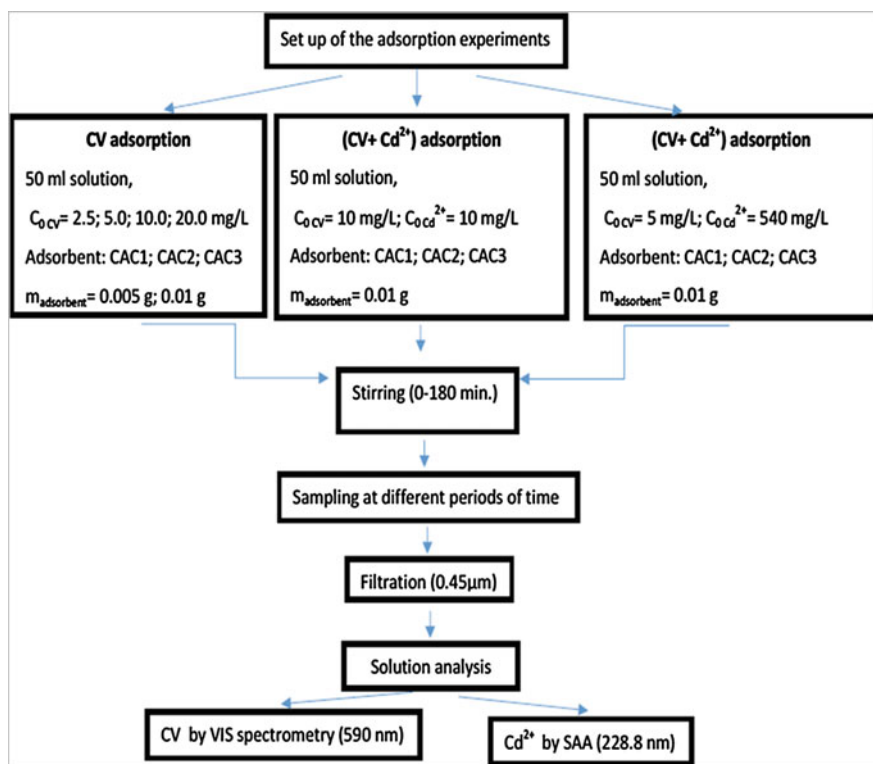 Set up of the adsorption experiments
CV adsorption
50 ml solution,
C₀ CV= 2.5; 5.0; 10.0; 20.0 mg/L
Adsorbent: CAC1; CAC2; CAC3
madsorbent= 0.005 g; 0.01 g
(CV+ Cd²⁺) adsorption
50 ml solution,
C₀ CV= 10 mg/L; C₀ Cd²⁺= 10 mg/L
Adsorbent: CAC1; CAC2; CAC3
madsorbent= 0.01 g
(CV+ Cd²⁺) adsorption
50 ml solution,
C₀ CV= 5 mg/L; C₀ Cd²⁺= 540 mg/L
Adsorbent: CAC1; CAC2; CAC3
madsorbent= 0.01 g
Stirring (0-180 min.)
Sampling at different periods of time
Filtration (0.45μm)
Solution analysis
CV by VIS spectrometry (590 nm)
Cd²⁺ by SAA (228.8 nm)